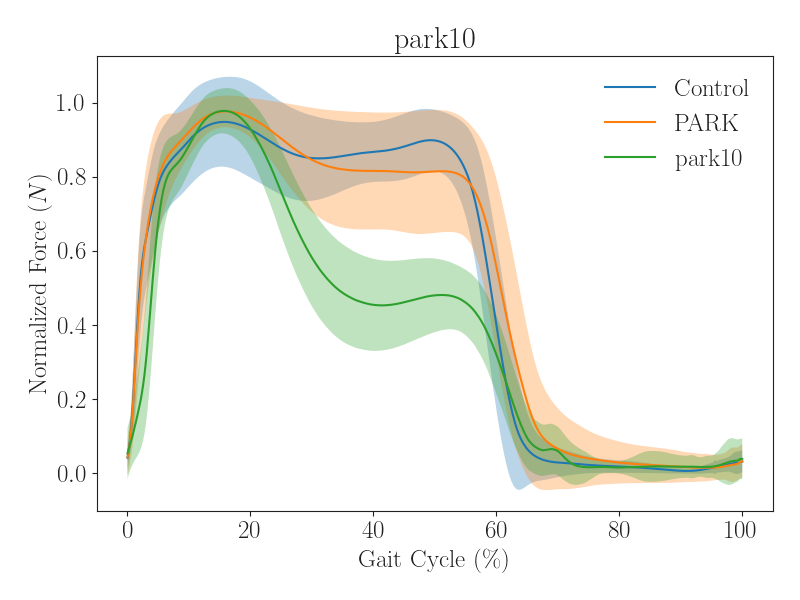 park10
Control
PARK
park10
Normalized Force (N)
1.0
0.8
0.6
0.4
0.2
0.0
0 20 40 60 80 100
Gait Cycle (%)